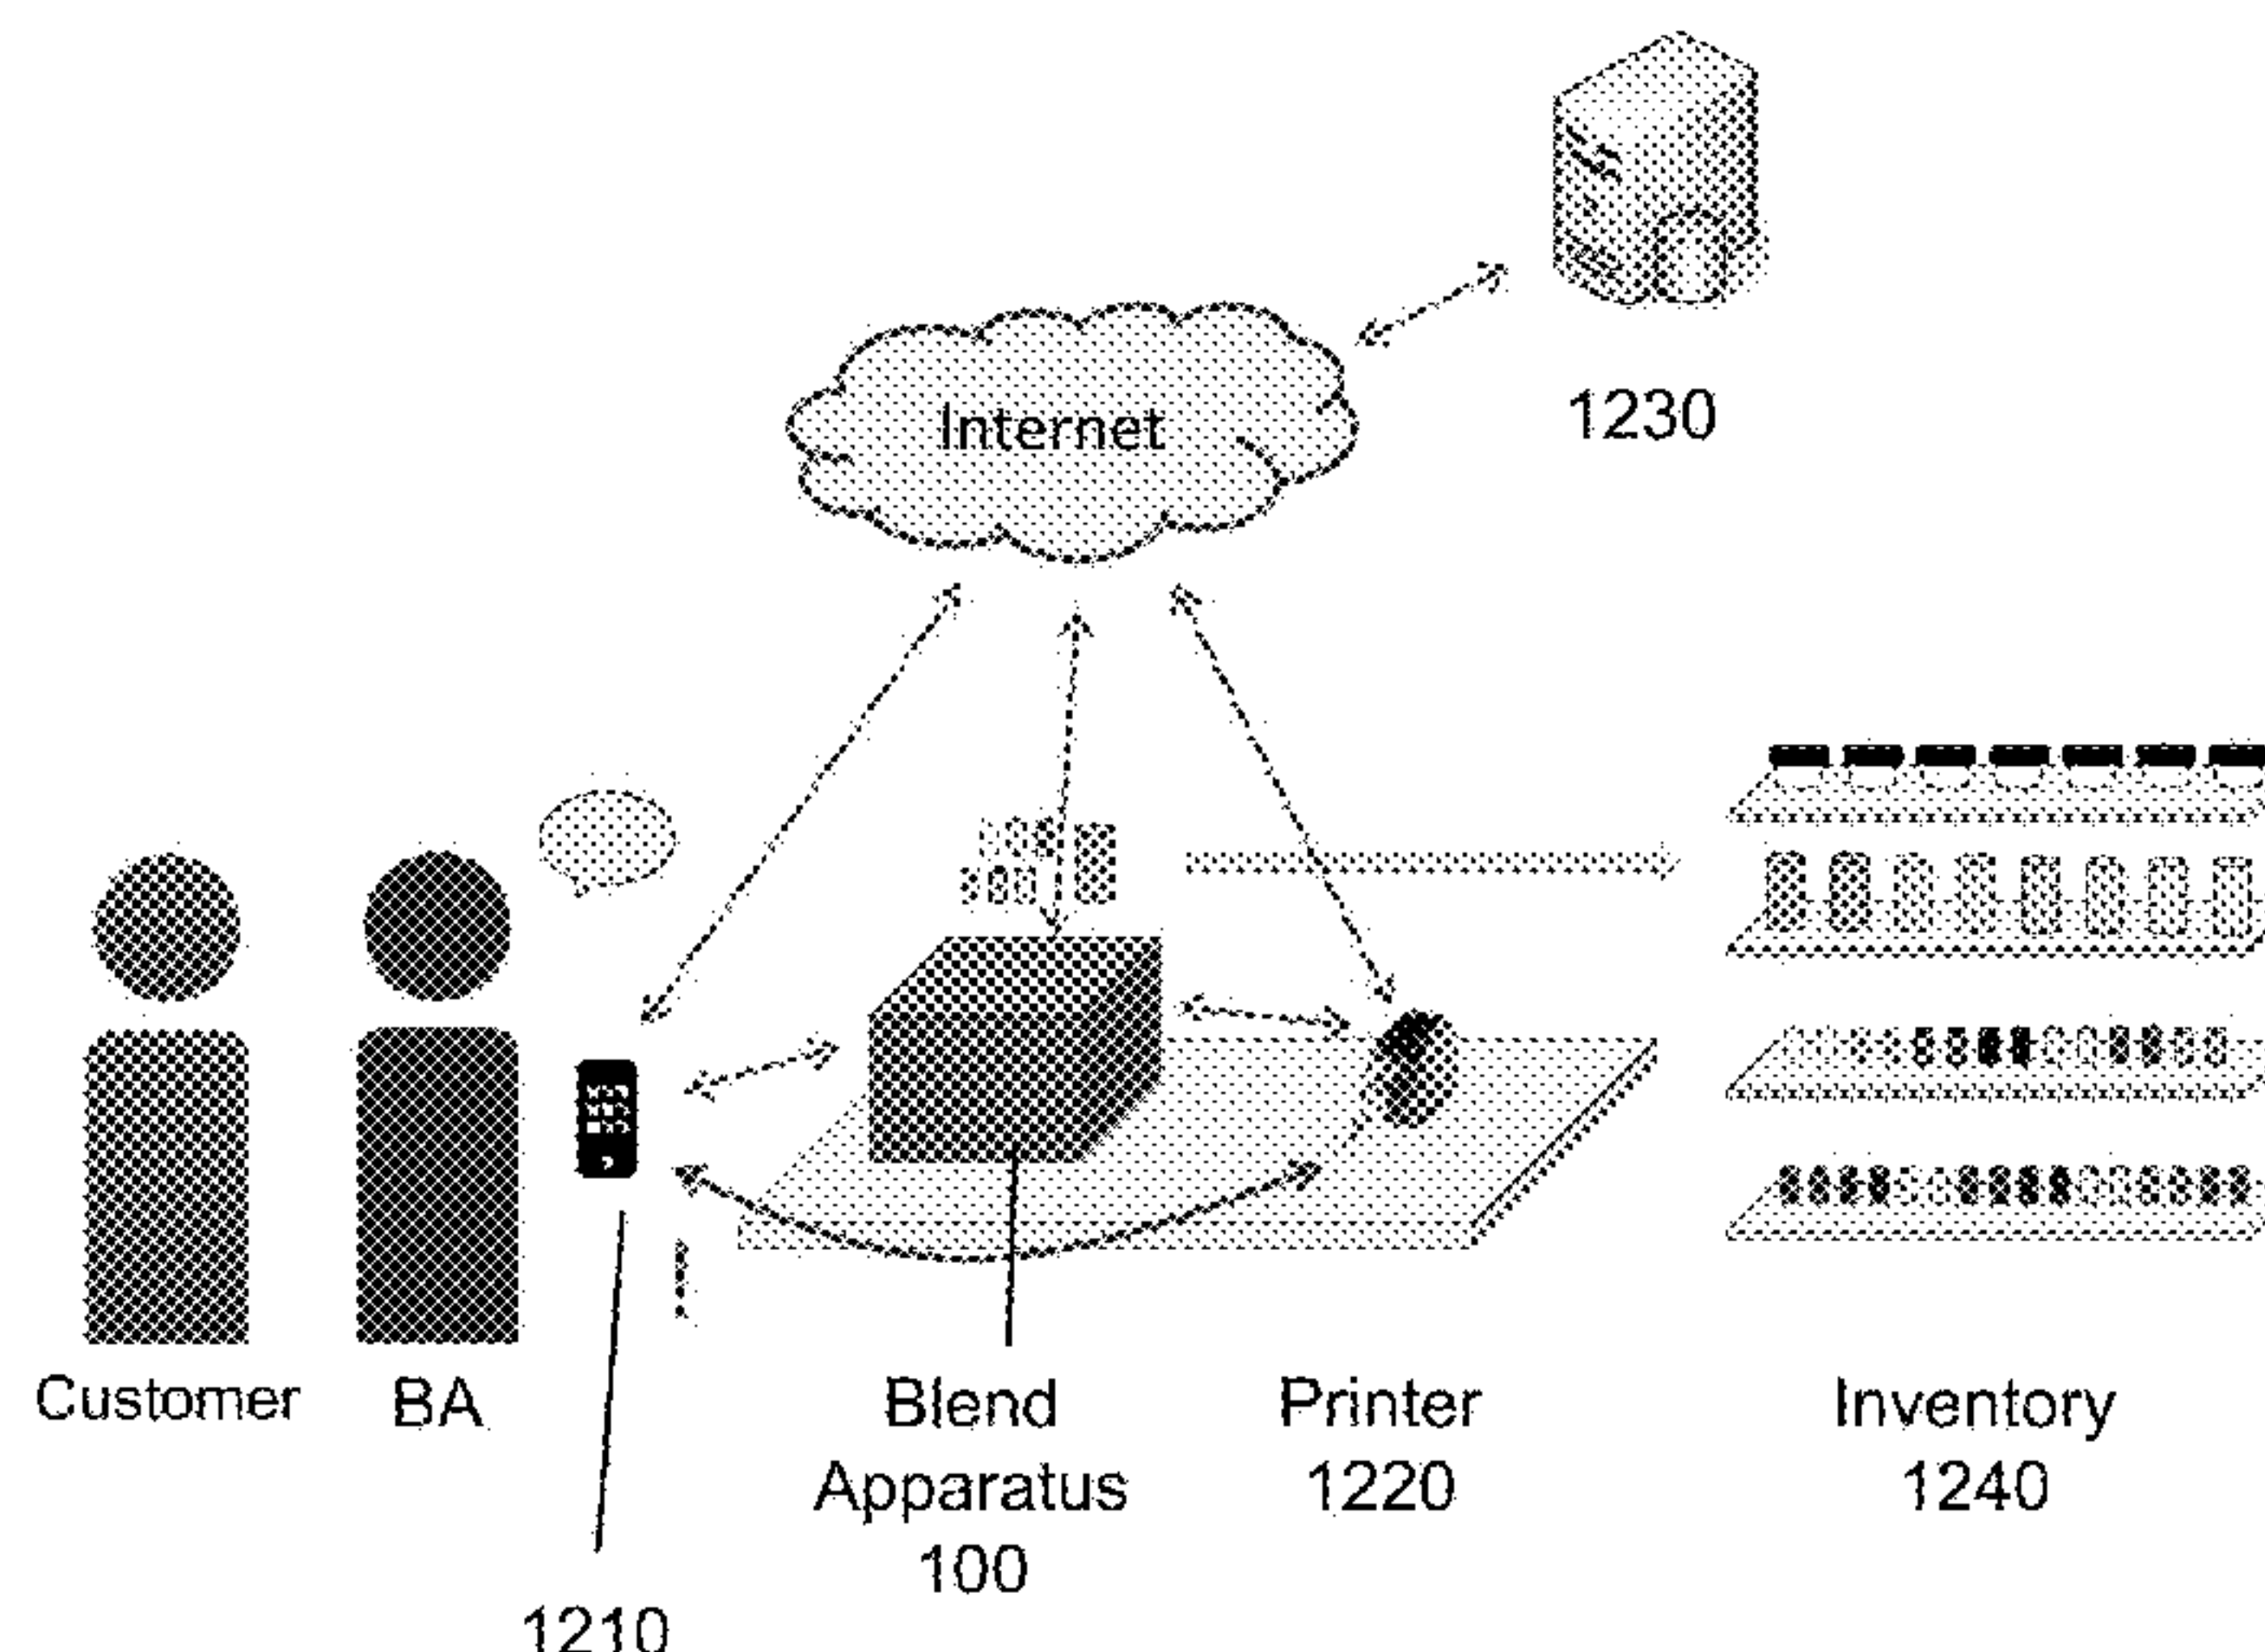 Internet
1230
Customer
BA
Blend
Apparatus
100
Printer
1220
Inventory
1240
1210